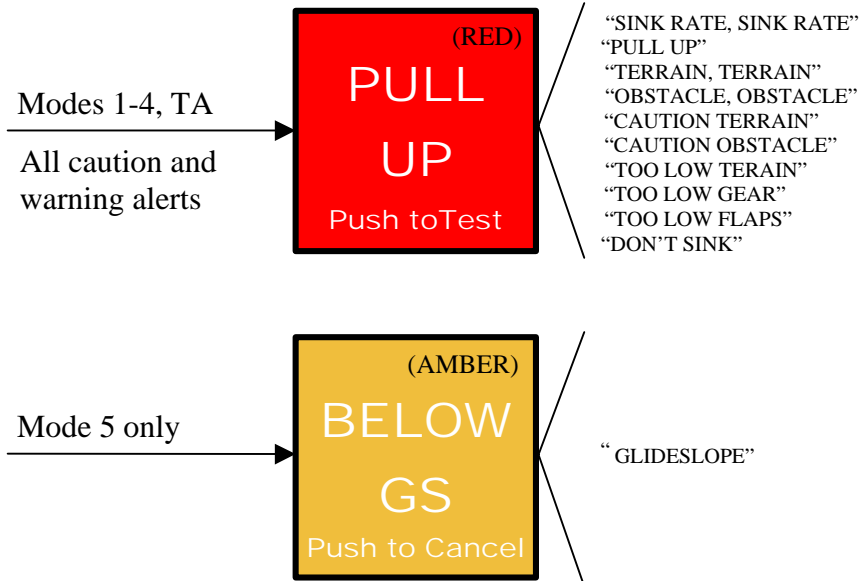 Modes 1-4, TA
All caution and
warning alerts
(RED)
PULL
UP
Push toTest
“SINK RATE, SINK RATE”
“PULL UP”
“TERRAIN, TERRAIN”
“OBSTACLE, OBSTACLE”
“CAUTION TERRAIN”
“CAUTION OBSTACLE”
“TOO LOW TERAIN”
“TOO LOW GEAR”
“TOO LOW FLAPS”
“DON’T SINK”
Mode 5 only
(AMBER)
BELOW
GS
Push to Cancel
“ GLIDESLOPE”